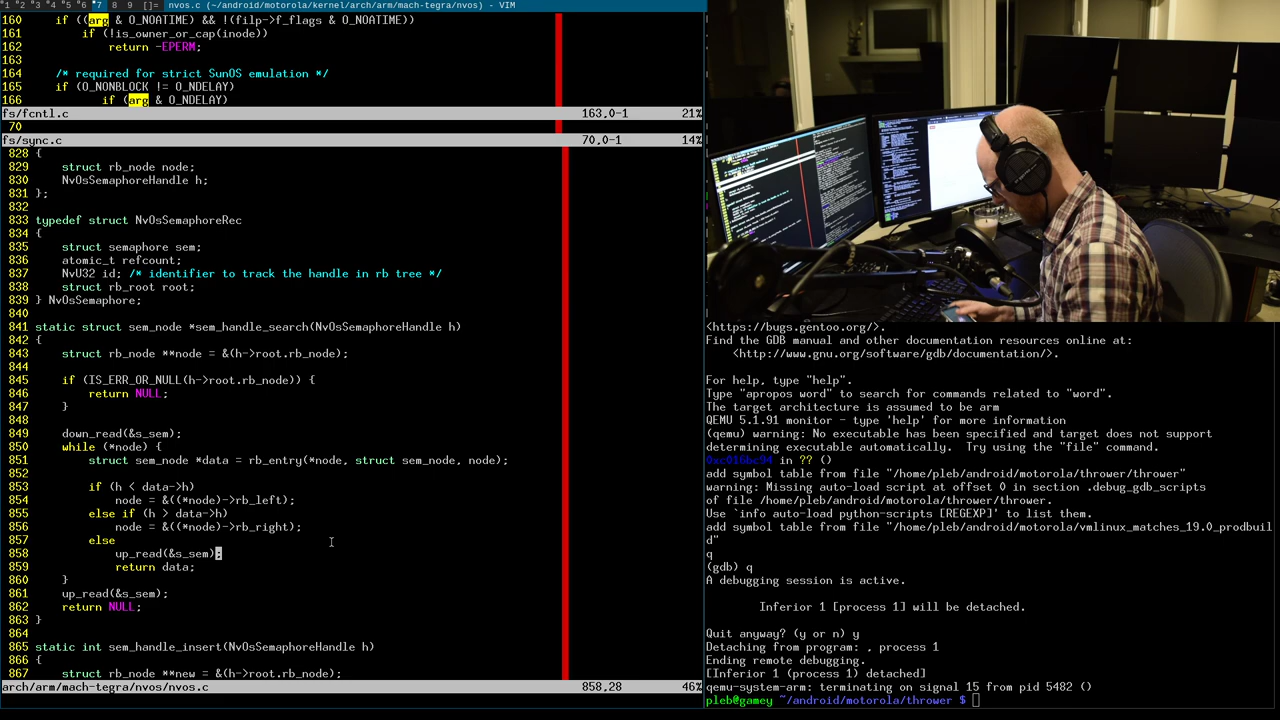 1 2 3 4 5 6 7 8 9 []= nvos.c (~/android/motorola/kernel/arch/arm/mach-tegra/nvos) - VIM
160     if ((arg & O_NOATIME) && !(filp->f_flags & O_NOATIME))
161         if (!is_owner_or_cap(inode))
162             return -EPERM;
163
164     /* required for strict SunOS emulation */
165     if (O_NONBLOCK != O_NDELAY)
166            if (arg & O_NDELAY)
fs/fcntl.c 163,0-1 21%
70
fs/sync.c 70,0-1 14%
828 {
829     struct rb_node node;
830     NvOsSemaphoreHandle h;
831 };
832
833 typedef struct NvOsSemaphoreRec
834 {
835     struct semaphore sem;
836     atomic_t refcount;
837     NvU32 id; /* identifier to track the handle in rb tree */
838     struct rb_root root;
839 } NvOsSemaphore;
840
841 static struct sem_node *sem_handle_search(NvOsSemaphoreHandle h)
842 {
843     struct rb_node **node = &(h->root.rb_node);
844
845     if (IS_ERR_OR_NULL(h->root.rb_node)) {
846         return NULL;
847     }
848
849     down_read(&s_sem);
850     while (*node) {
851         struct sem_node *data = rb_entry(*node, struct sem_node, node);
852
853         if (h < data->h)
854             node = &((*node)->rb_left);
855         else if (h > data->h)
856             node = &((*node)->rb_right);
857         else
858             up_read(&s_sem);
859             return data;
860     }
861     up_read(&s_sem);
862     return NULL;
863 }
864
865 static int sem_handle_insert(NvOsSemaphoreHandle h)
866 {
867     struct rb_node **new = &(h->root.rb_node);
arch/arm/mach-tegra/nvos/nvos.c 858,28 46%
<https://bugs.gentoo.org/>.
Find the GDB manual and other documentation resources online at:
    <http://www.gnu.org/software/gdb/documentation/>.
For help, type "help".
Type "apropos word" to search for commands related to "word".
The target architecture is assumed to be arm
QEMU 5.1.91 monitor - type 'help' for more information
(qemu) warning: No executable has been specified and target does not support
determining executable automatically.  Try using the "file" command.
0xc016bc94 in ?? ()
add symbol table from file "/home/pleb/android/motorola/thrower/thrower"
warning: Missing auto-load script at offset 0 in section .debug_gdb_scripts
of file /home/pleb/android/motorola/thrower/thrower.
Use `info auto-load python-scripts [REGEXP]' to list them.
add symbol table from file "/home/pleb/android/motorola/vmlinux_matches_19.0_prodbuil
d"
q
(gdb) q
A debugging session is active.
        Inferior 1 [process 1] will be detached.
Quit anyway? (y or n) y
Detaching from program: , process 1
Ending remote debugging.
[Inferior 1 (process 1) detached]
qemu-system-arm: terminating on signal 15 from pid 5482 ()
pleb@gamey ~/android/motorola/thrower $